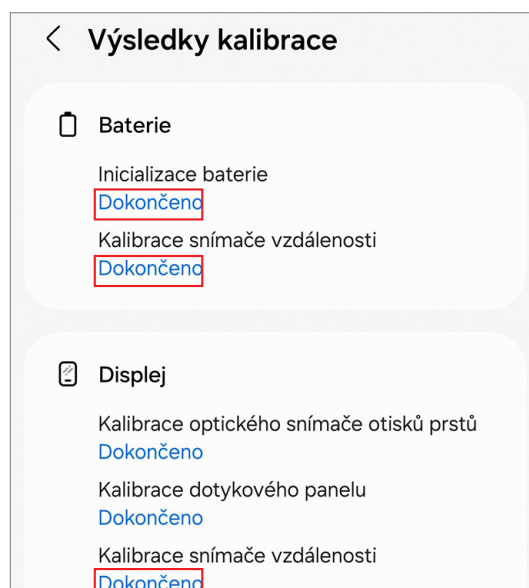 Výsledky kalibrace
Baterie
Inicializace baterie
Dokončeno
Kalibrace snímače vzdálenosti
Dokončeno
Displej
Kalibrace optického snímače otisků prstů
Dokončeno
Kalibrace dotykového panelu
Dokončeno
Kalibrace snímače vzdálenosti
Dokončeno